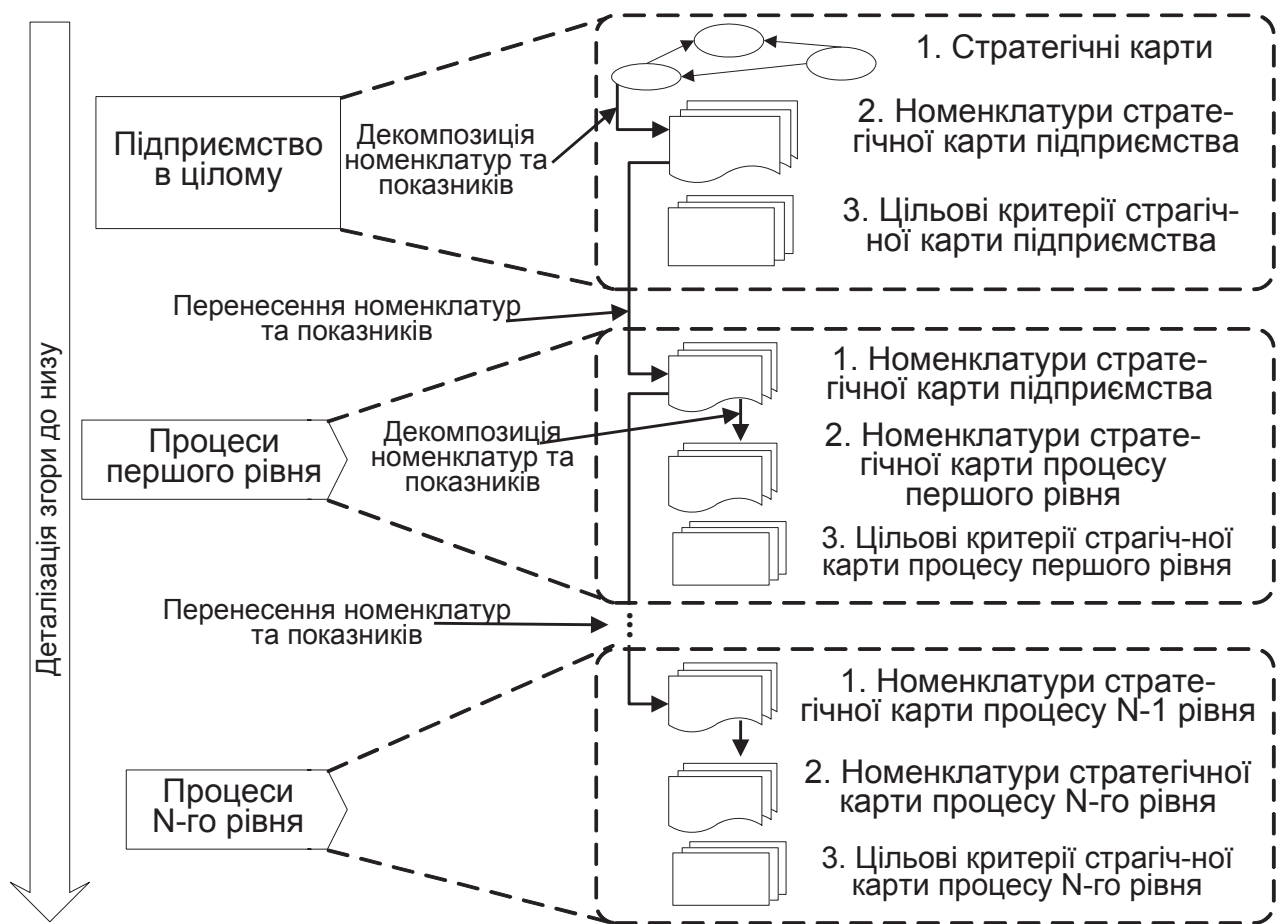 1. Стратегічні карти
2. Номенклатури страте-
гічної карти підприємства
3. Цільові критерії страгіч-
ної карти підприємства
Декомпозиція
номенклатур та
показників
Підприємство
в цілому
Перенесення номенклатур
та показників
1. Номенклатури страте-
гічної карти підприємства
2. Номенклатури страте-
гічної карти процесу
першого рівня
3. Цільові критерії страгіч-ної
карти процесу першого рівня
Декомпозиція
номенклатур та
показників
Процеси
першого рівня
Деталізація згори до низу
Перенесення номенклатур
та показників
1. Номенклатури страте-
гічної карти процесу N-1 рівня
2. Номенклатури стратегічної
карти процесу N-го рівня
3. Цільові критерії страгіч-ної
карти процесу N-го рівня
Процеси
N-го рівня